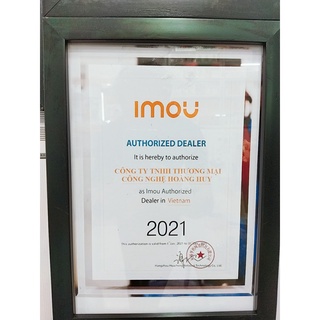 imou
AUTHORIZED DEALER
It is hereby to authorize
CÔNG TY TNHH THƯƠNG MẠI
CÔNG NGHỆ HOÀNG HUY
as Imou Authorized
Dealer in Vietnam
2021